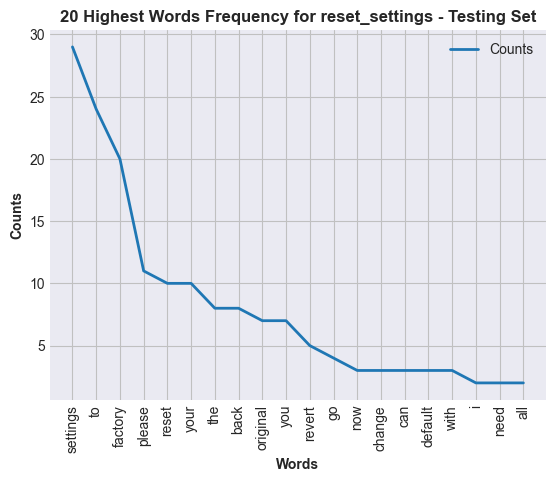 20 Highest Words Frequency for reset_settings - Testing Set
Counts
30
25
20
15
10
5
Counts
settings
to
factory
please
reset
your
the
back
original
you
revert
go
now
change
can
default
with
i
need
all
Words